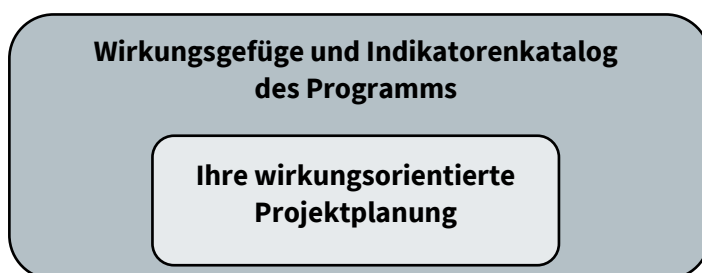 Wirkungsgefüge und Indikatorenkatalog
des Programms
Ihre wirkungsorientierte
Projektplanung